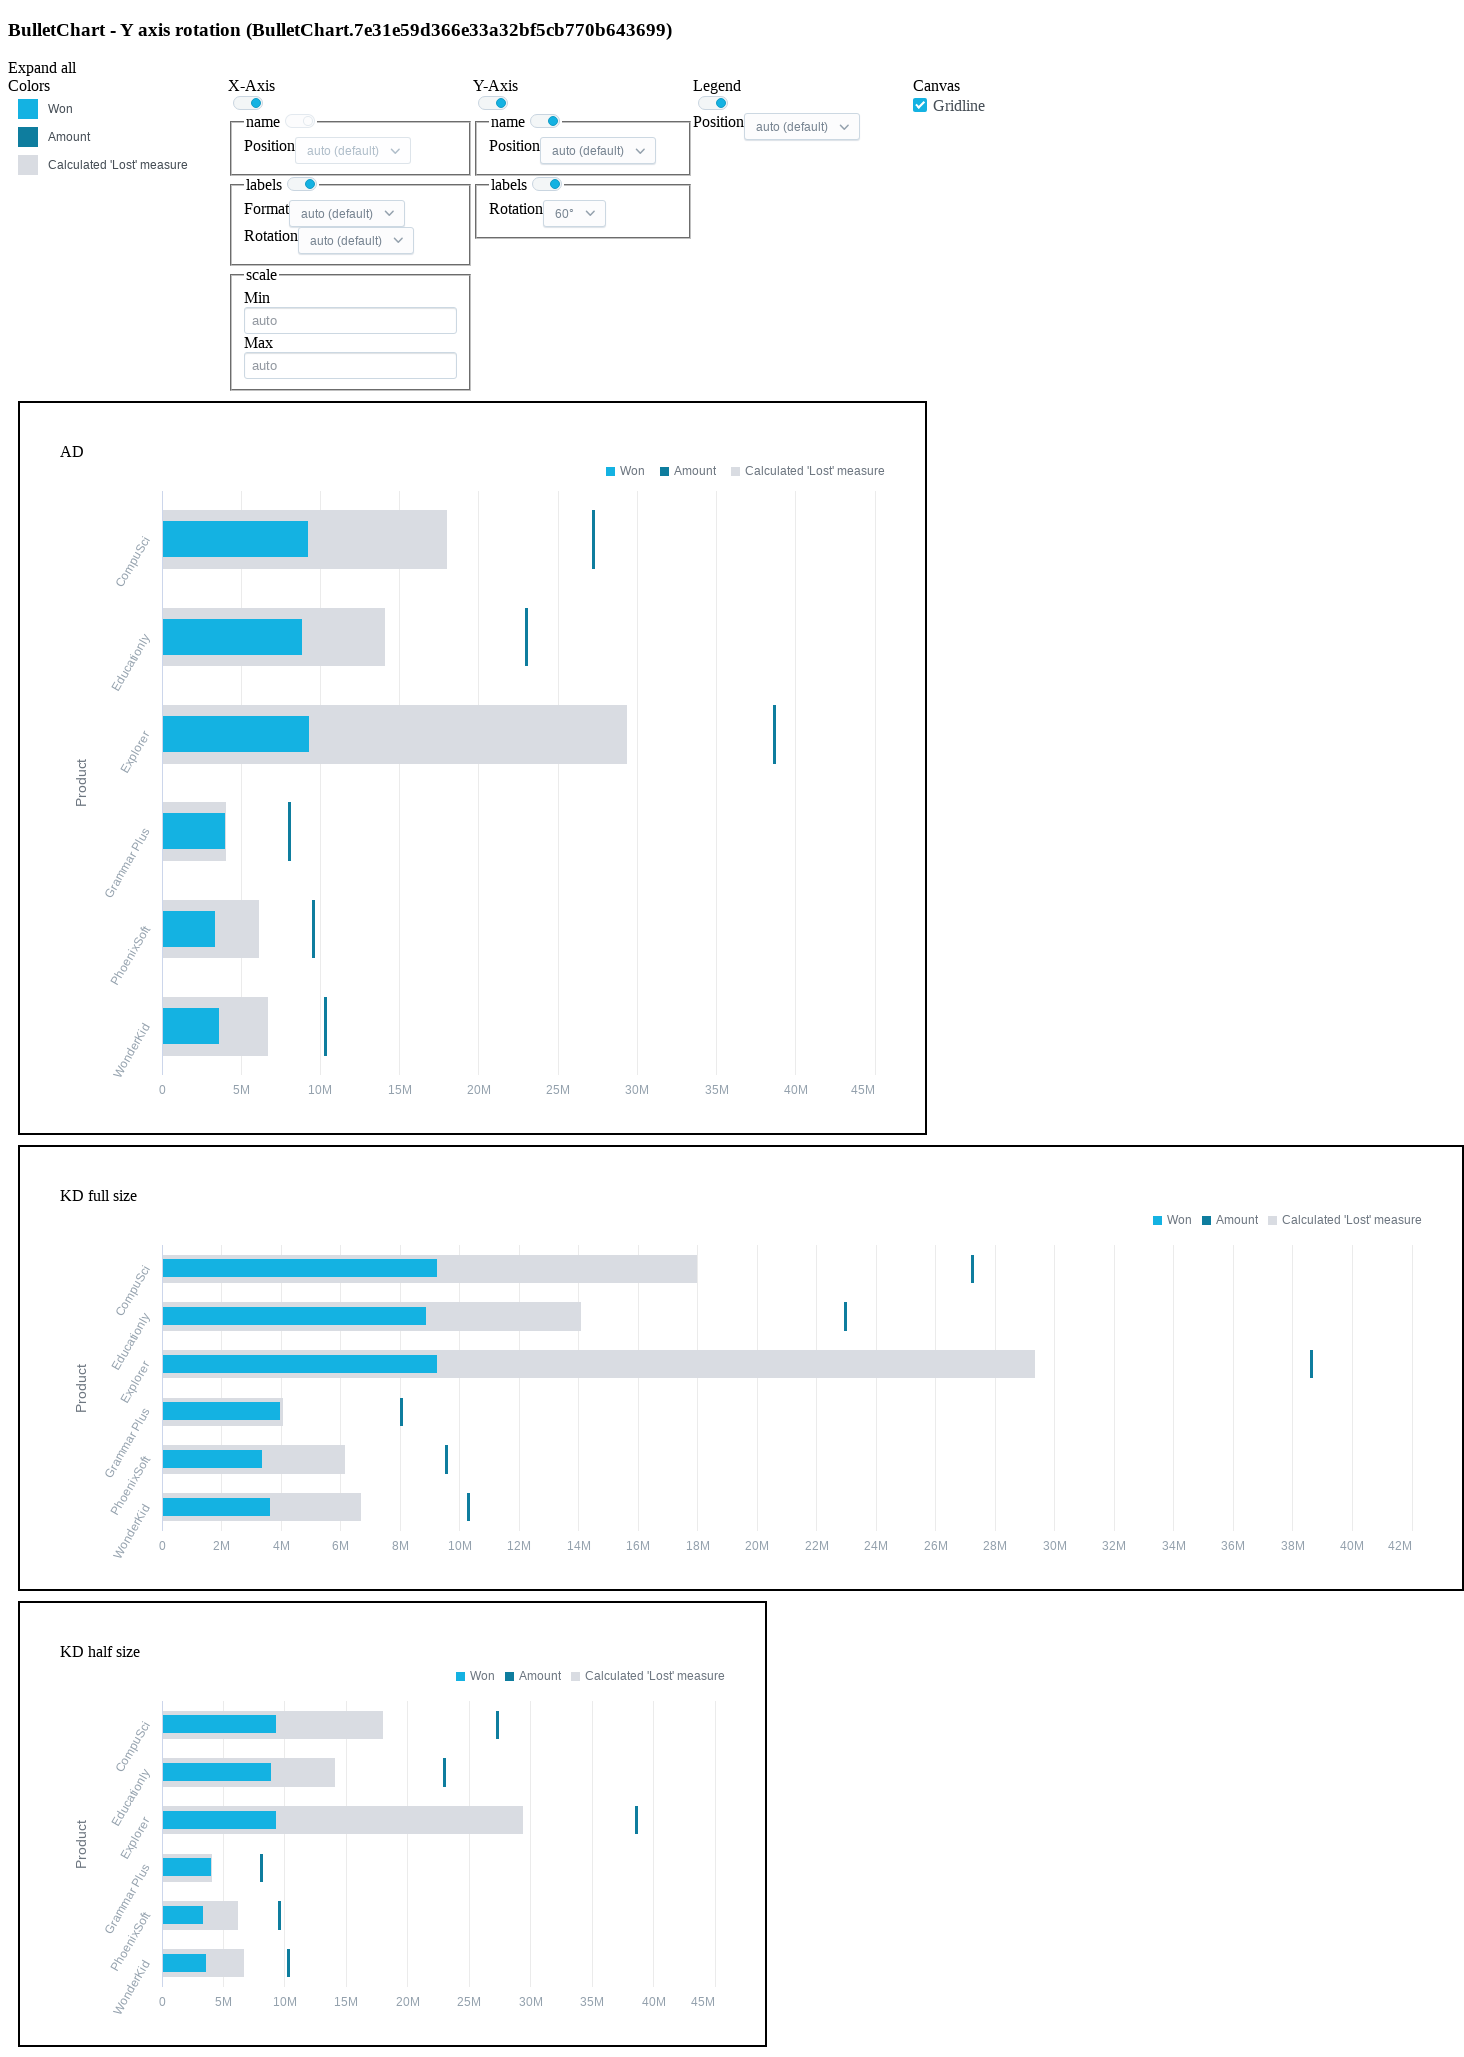 BulletChart - Y axis rotation (BulletChart.7e31e59d366e33a32bf5cb770b643699)
Expand all
Colors
Won
Amount
Calculated 'Lost' measure
X-Axis
name
Position auto (default)
labels
Format auto (default)
Rotation auto (default)
scale
Min
auto
Max
auto
Y-Axis
name
Position auto (default)
labels
Rotation 60°
Legend
Position auto (default)
Canvas
Gridline
AD
Won Amount Calculated 'Lost' measure
Product
CompuSci
Educationly
Explorer
Grammar Plus
PhoenixSoft
WonderKid
0 5M 10M 15M 20M 25M 30M 35M 40M 45M
KD full size
Won Amount Calculated 'Lost' measure
Product
CompuSci
Educationly
Explorer
Grammar Plus
PhoenixSoft
WonderKid
0 2M 4M 6M 8M 10M 12M 14M 16M 18M 20M 22M 24M 26M 28M 30M 32M 34M 36M 38M 40M 42M
KD half size
Won Amount Calculated 'Lost' measure
Product
CompuSci
Educationly
Explorer
Grammar Plus
PhoenixSoft
WonderKid
0 5M 10M 15M 20M 25M 30M 35M 40M 45M